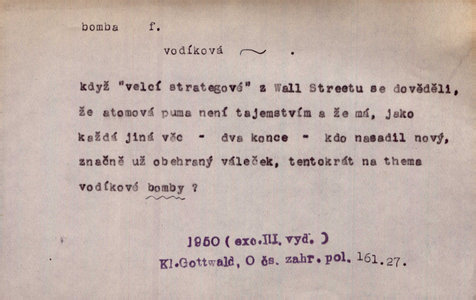 bomba f.
vodíková ~ .
když "velcí strategové" z Wall Streetu se dověděli,
že atomová puma není tajemstvím a že má, jako
každá jiná věc - dva konce - kdo nasadil nový,
značně už obehraný váleček, tentokrát na thema
vodíkové bomby ?
1950 ( exc.III. vyd. )
Kl.Gottwald, O čs. zahr. pol. 161.27.